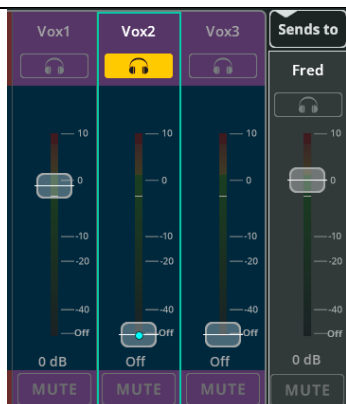 Vox1 Vox2 Vox3 Sends to
Fred
10 10 10 10
0 0 0 0
-10 -10 -10 -10
-20 -20 -20 -20
-40 -40 -40 -40
Off Off Off Off
0 dB Off Off 0 dB
MUTE MUTE MUTE MUTE